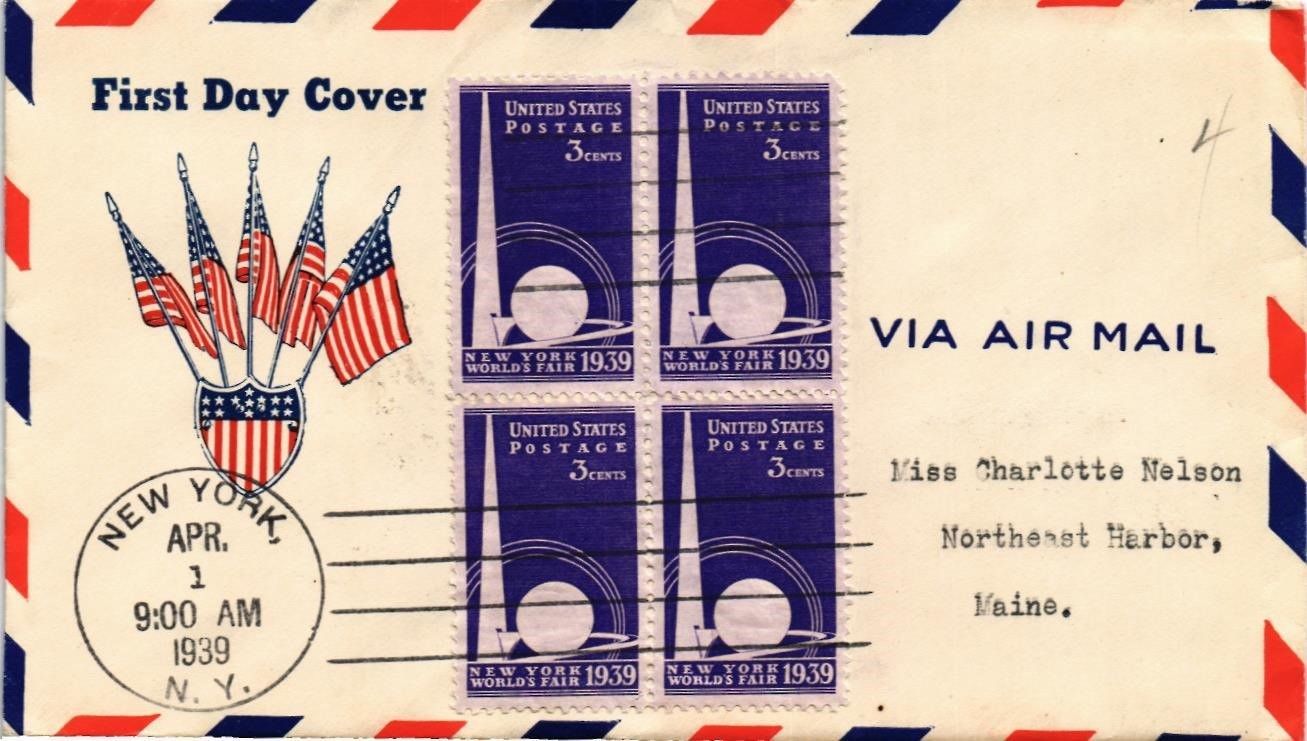 First Day Cover
UNITED STATES
POSTAGE
3 CENTS
NEW YORK
WORLD'S FAIR 1939
UNITED STATES
POSTAGE
3 CENTS
NEW YORK
WORLD'S FAIR 1939
UNITED STATES
POSTAGE
3 CENTS
NEW YORK
WORLD'S FAIR 1939
UNITED STATES
POSTAGE
3 CENTS
NEW YORK
WORLD'S FAIR 1939
4
VIA AIR MAIL
Miss Charlotte Nelson
Northeast Harbor,
Maine.
NEW YORK,
APR.
1
9:00 AM
1939
N. Y.